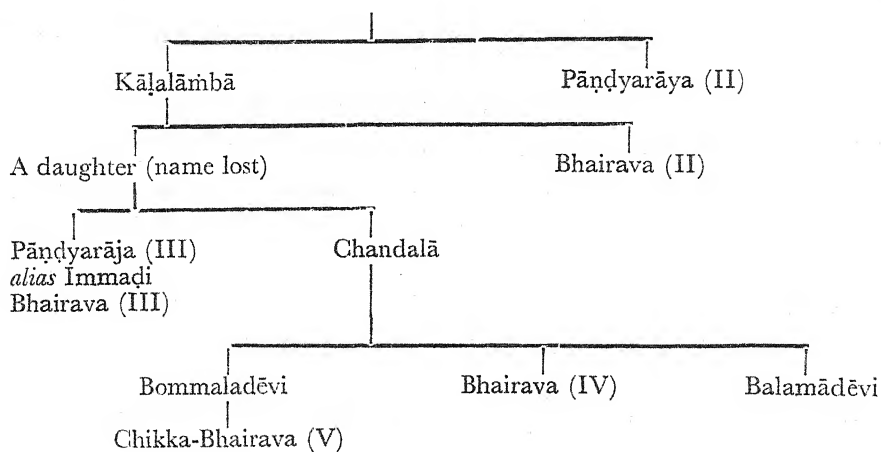 Kāḷalāṁbā Pāṇḍyarāya (II)
A daughter (name lost) Bhairava (II)
Pāṇḍyarāja (III) Chandalā
alias Immaḍi
Bhairava (III)
Bommaladēvi Bhairava (IV) Balamādēvi
Chikka-Bhairava (V)